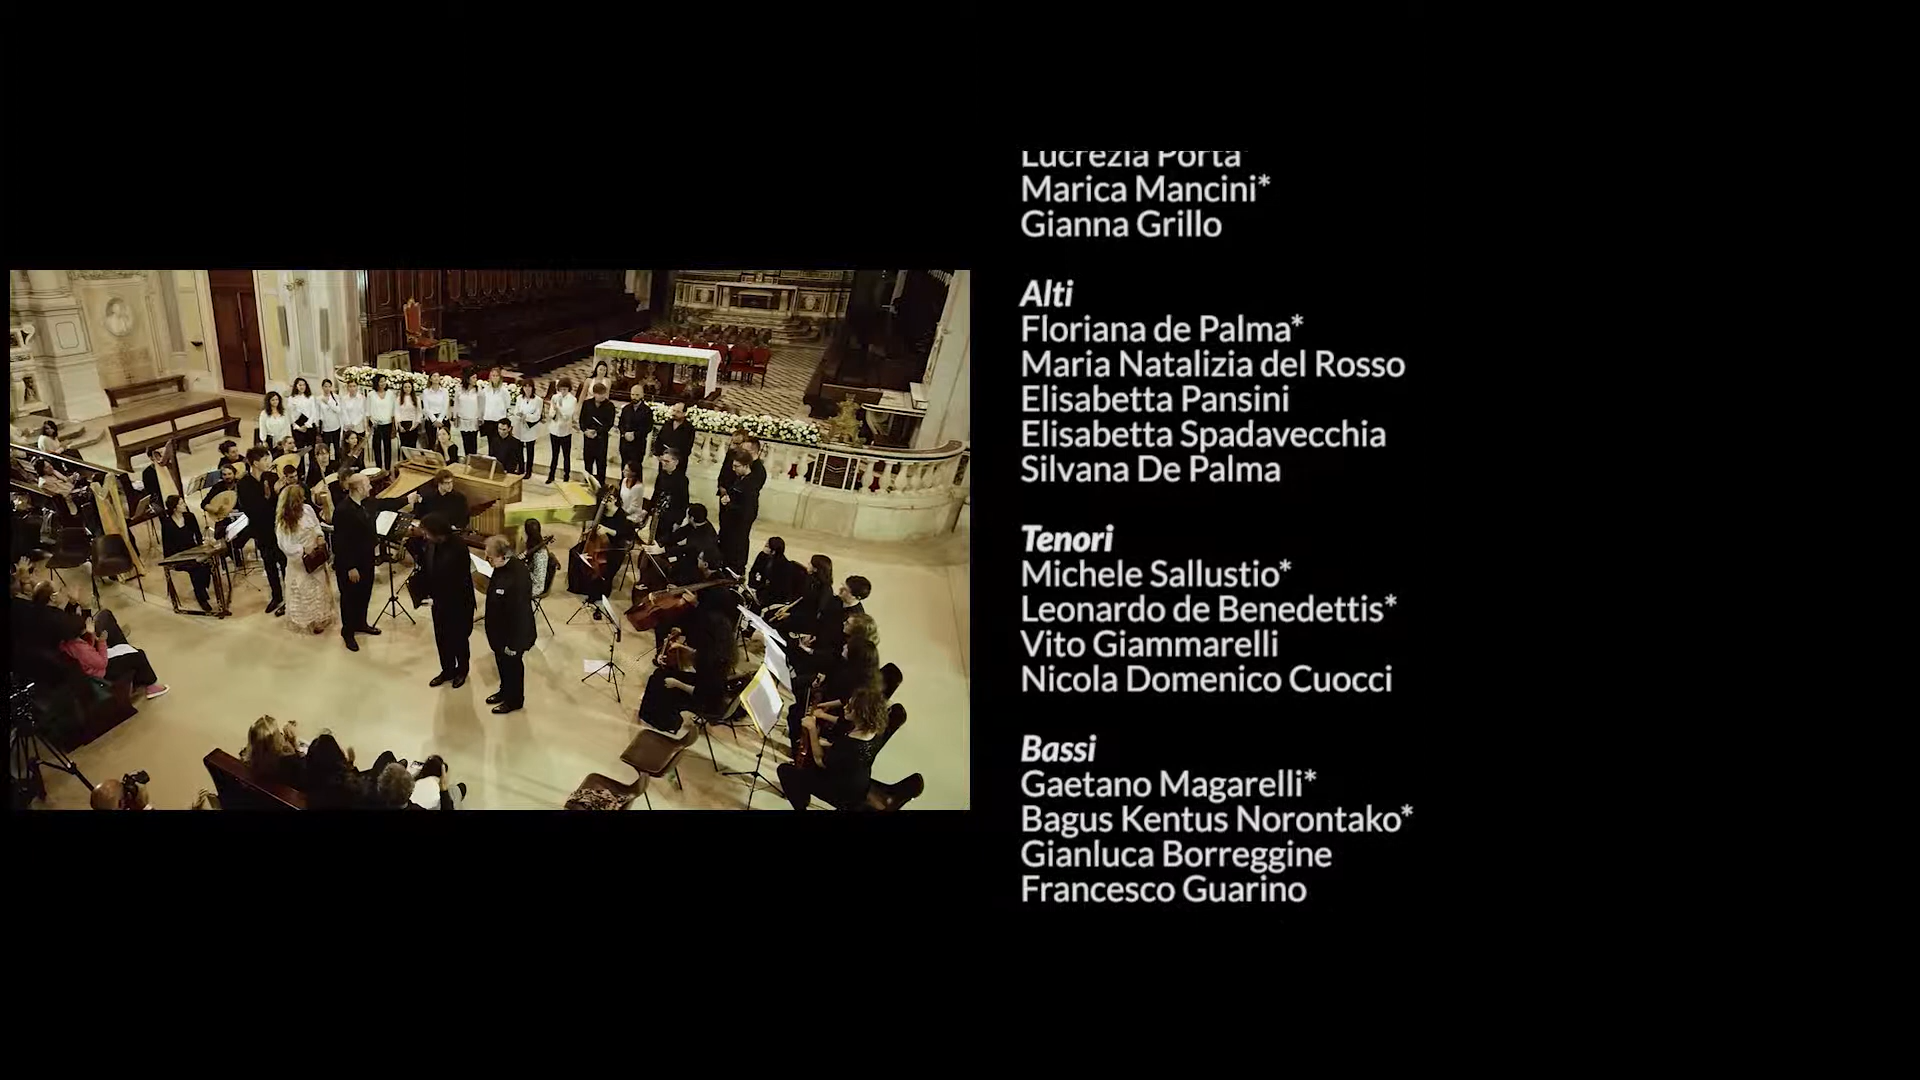 Lucrezia Porta*
Marica Mancini*
Gianna Grillo
Alti
Floriana de Palma*
Maria Natalizia del Rosso
Elisabetta Pansini
Elisabetta Spadavecchia
Silvana De Palma
Tenori
Michele Sallustio*
Leonardo de Benedettis*
Vito Giammarelli
Nicola Domenico Cuocci
Bassi
Gaetano Magarelli*
Bagus Kentus Norontako*
Gianluca Borreggine
Francesco Guarino